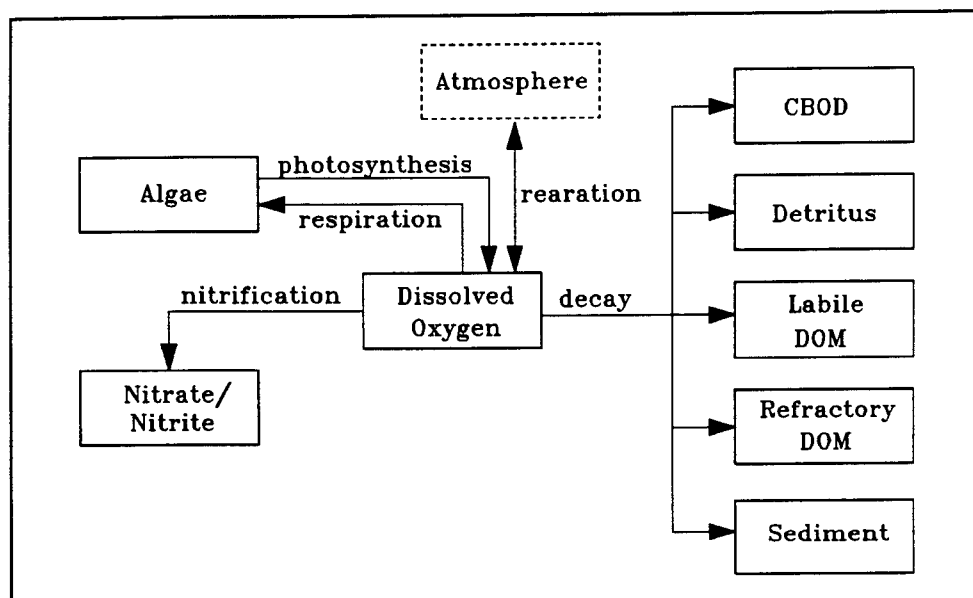 Atmosphere
CBOD
photosynthesis
Algae
respiration
rearation
Detritus
nitrification
Dissolved
Oxygen
decay
Labile
DOM
Nitrate/
Nitrite
Refractory
DOM
Sediment